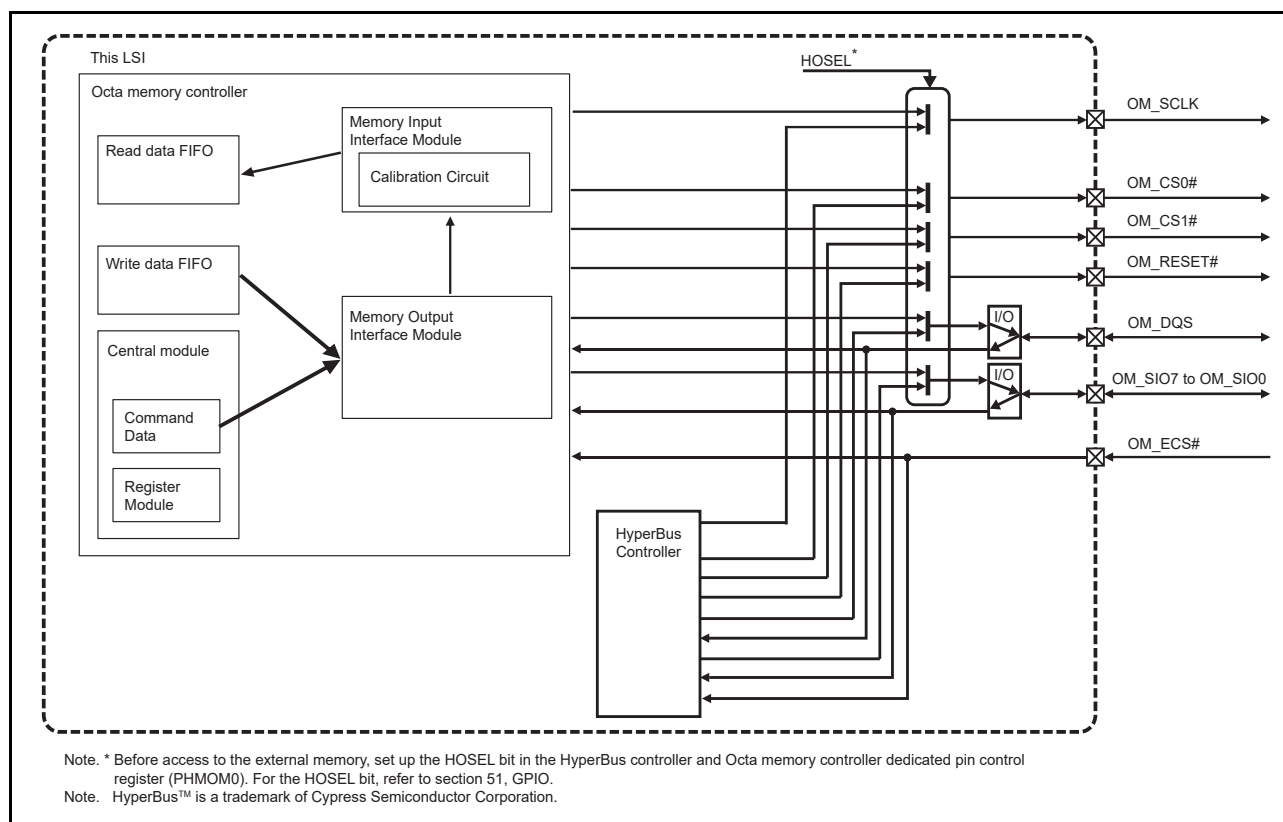 This LSI
HOSEL*
Octa memory controller
OM_SCLK
Memory Input
Interface Module
Read data FIFO
Calibration Circuit
OM_CS0#
OM_CS1#
Write data FIFO
OM_RESET#
Memory Output
Interface Module
I/O
OM_DQS
Central module
I/O
OM_SIO7 to OM_SIO0
Command
Data
OM_ECS#
Register
Module
HyperBus
Controller
Note. * Before access to the external memory, set up the HOSEL bit in the HyperBus controller and Octa memory controller dedicated pin control
register (PHMOM0). For the HOSEL bit, refer to section 51, GPIO.
Note. HyperBus™ is a trademark of Cypress Semiconductor Corporation.